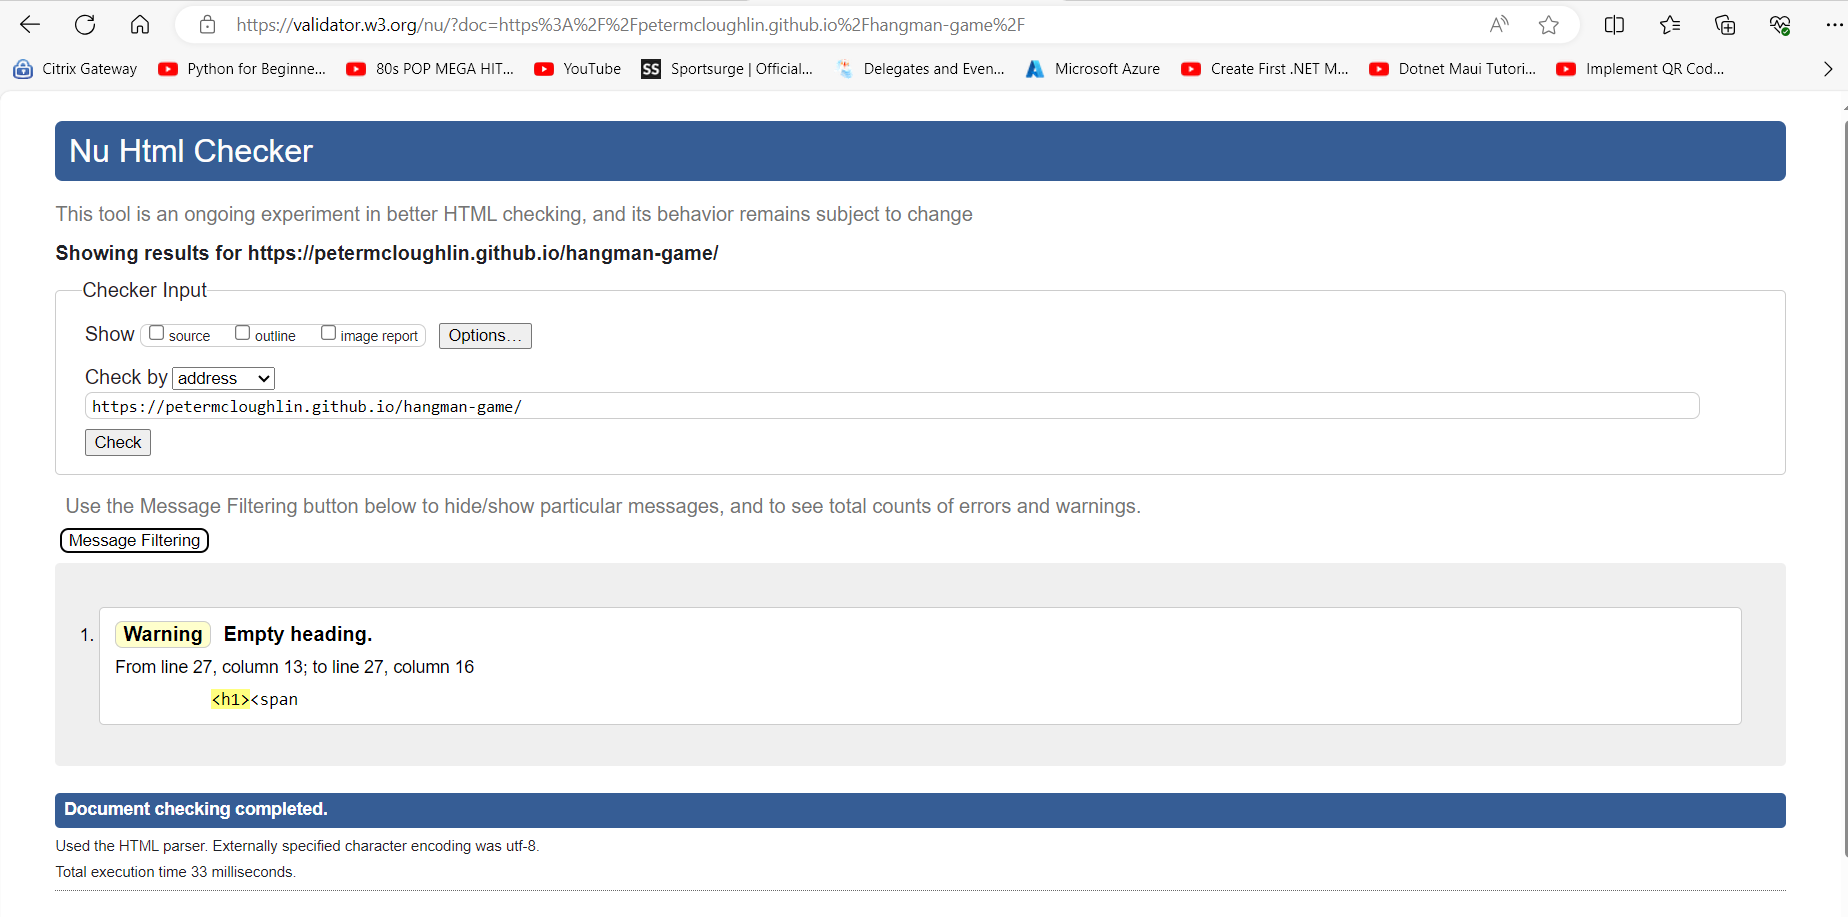 https://validator.w3.org/nu/?doc=https%3A%2F%2Fpetermcloughlin.github.io%2Fhangman-game%2F
Citrix Gateway Python for Beginne... 80s POP MEGA HIT... YouTube SS Sportsurge | Official... Delegates and Even... Microsoft Azure Create First .NET M... Dotnet Maui Tutori... Implement QR Cod...
Nu Html Checker
This tool is an ongoing experiment in better HTML checking, and its behavior remains subject to change
Showing results for https://petermcloughlin.github.io/hangman-game/
Checker Input
Show source outline image report Options...
Check by address
https://petermcloughlin.github.io/hangman-game/
Check
Use the Message Filtering button below to hide/show particular messages, and to see total counts of errors and warnings.
Message Filtering
1. Warning Empty heading.
From line 27, column 13; to line 27, column 16
<h1><span
Document checking completed.
Used the HTML parser. Externally specified character encoding was utf-8.
Total execution time 33 milliseconds.